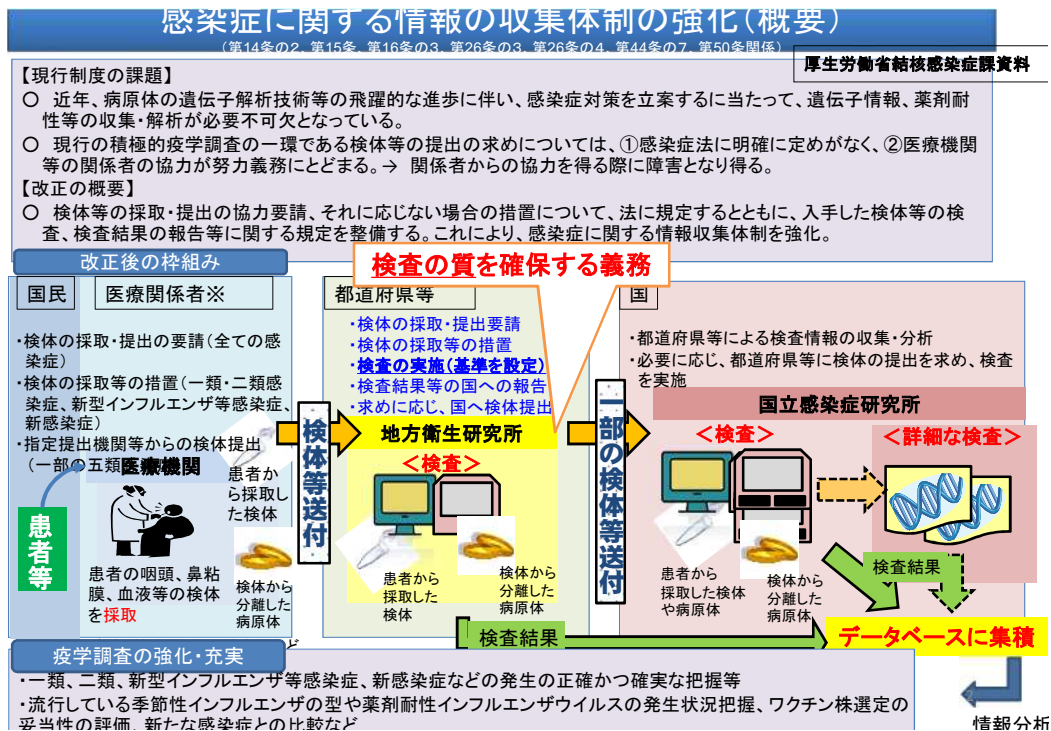 感染症に関する情報の収集体制の強化(概要)
(第14条の2、第15条、第16条の3、第26条の3、第26条の4、第44条の7、第50条関係)
厚生労働省結核感染症課資料
【現行制度の課題】
○ 近年、病原体の遺伝子解析技術等の飛躍的な進歩に伴い、感染症対策を立案するに当たって、遺伝子情報、薬剤耐
性等の収集・解析が必要不可欠となっている。
○ 現行の積極的疫学調査の一環である検体等の提出の求めについては、①感染症法に明確に定めがなく、②医療機関
等の関係者の協力が努力義務にとどまる。→ 関係者からの協力を得る際に障害となり得る。
【改正の概要】
○ 検体等の採取・提出の協力要請、それに応じない場合の措置について、法に規定するとともに、入手した検体等の検
査、検査結果の報告等に関する規定を整備する。これにより、感染症に関する情報収集体制を強化。
改正後の枠組み
検査の質を確保する義務
国民
医療関係者※
・検体の採取・提出の要請(全ての感
染症)
・検体の採取等の措置(一類・二類感
染症、新型インフルエンザ等感染症、
新感染症)
・指定提出機関等からの検体提出
(一部の五類
医療機関
患者か
ら採取し
た検体
患者等
患者の咽頭、鼻粘
膜、血液等の検体
を採取
検体から
分離した
病原体
など
検体等送付
都道府県等
・検体の採取・提出要請
・検体の採取等の措置
・検査の実施(基準を設定)
・検査結果等の国への報告
・求めに応じ、国へ検体提出
地方衛生研究所
<検査>
患者から
採取した
検体
検体から
分離した
病原体
検査結果
一部の検体等送付
国
・都道府県等による検査情報の収集・分析
・必要に応じ、都道府県等に検体の提出を求め、検査
を実施
国立感染症研究所
<検査>
<詳細な検査>
患者から
採取した検体
や病原体
検体から
分離した
病原体
検査結果
データベースに集積
疫学調査の強化・充実
・一類、二類、新型インフルエンザ等感染症、新感染症などの発生の正確かつ確実な把握等
・流行している季節性インフルエンザの型や薬剤耐性インフルエンザウイルスの発生状況把握、ワクチン株選定の
妥当性の評価、新たな感染症との比較など
情報分析